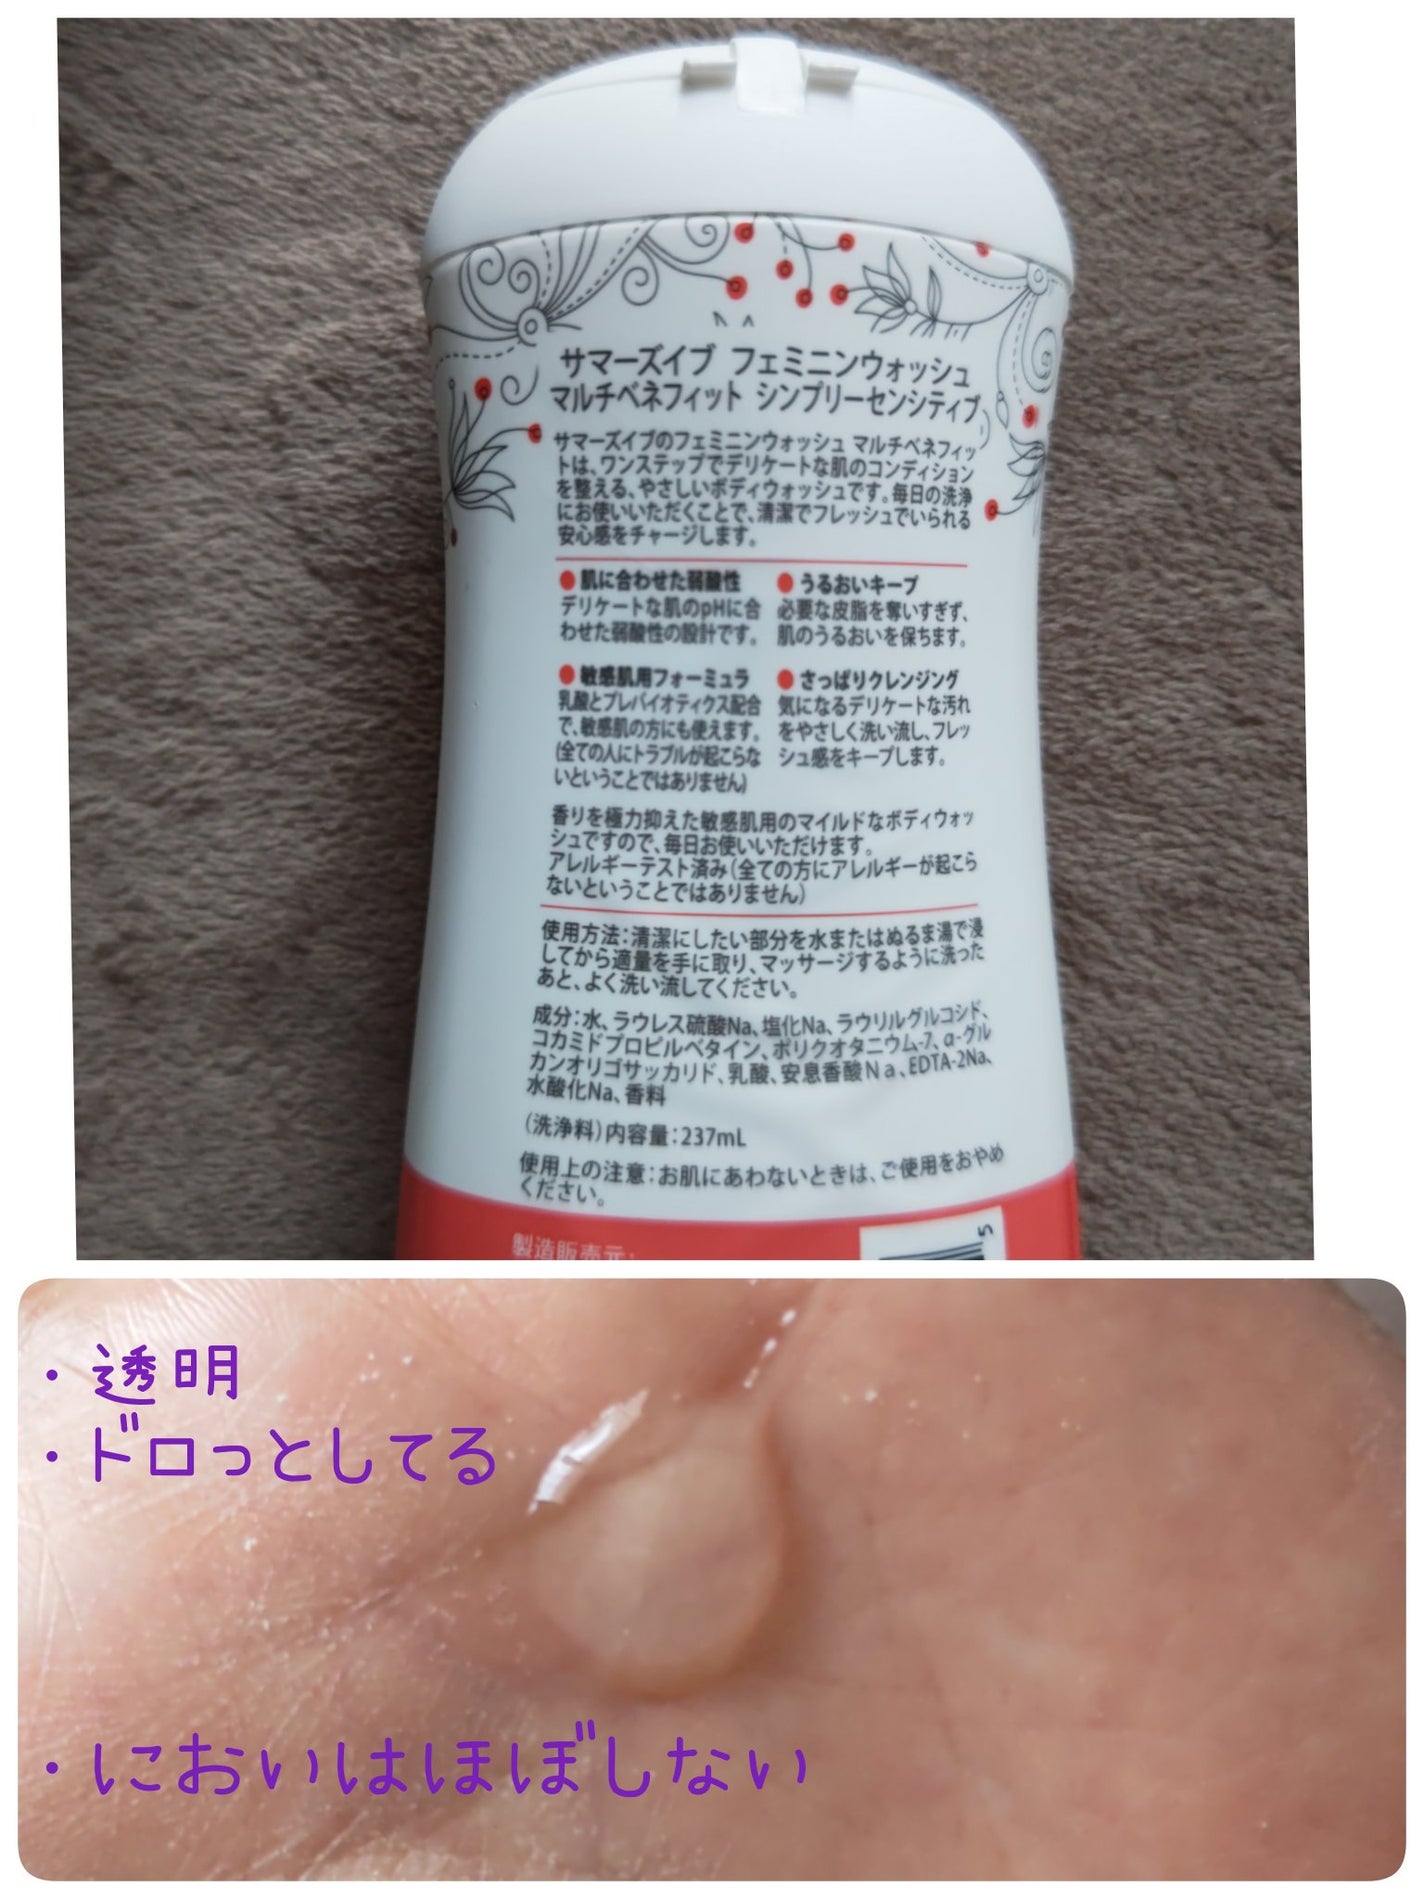 サマーズイブ フェミニンウォッシュ
マルチベネフィット シンプリーセンシティブ
サマーズイブのフェミニンウォッシュ マルチベネフィッ
トは、ワンステップでデリケートな肌のコンディション
を整える、やさしいボディウォッシュです。毎日の洗浄
にお使いいただくことで、清潔でフレッシュでいられる
安心感をチャージします。
●肌に合わせた弱酸性
デリケートな肌のpHに合
わせた弱酸性の設計です。
●うるおいキープ
必要な皮脂を奪いすぎず、
肌のうるおいを保ちます。
●敏感肌用フォーミュラ
乳酸とプレバイオティクス配合
で、敏感肌の方にも使えます。
(全ての人にトラブルが起こらな
いということではありません)
●さっぱりクレンジング
気になるデリケートな汚れ
をやさしく洗い流し、フレッ
シュ感をキープします。
香りを極力抑えた敏感肌用のマイルドなボディウォッ
シュですので、毎日お使いいただけます。
アレルギーテスト済み(全ての方にアレルギーが起こら
ないということではありません)
使用方法:清潔にしたい部分を水またはぬるま湯で浸
してから適量を手に取り、マッサージするように洗った
あと、よく洗い流してください。
成分:水、ラウレス硫酸Na、塩化Na、ラウリルグルコシド、
コカミドプロピルベタイン、ポリクオタニウム-7、α-グル
カンオリゴサッカリド、乳酸、安息香酸Na、EDTA-2Na、
水酸化Na、香料
(洗浄料)内容量:237mL
使用上の注意:お肌にあわないときは、ご使用をおやめ
ください。
製造販売元:
5
・透明
・ドロっとしてる
・においはほぼしない